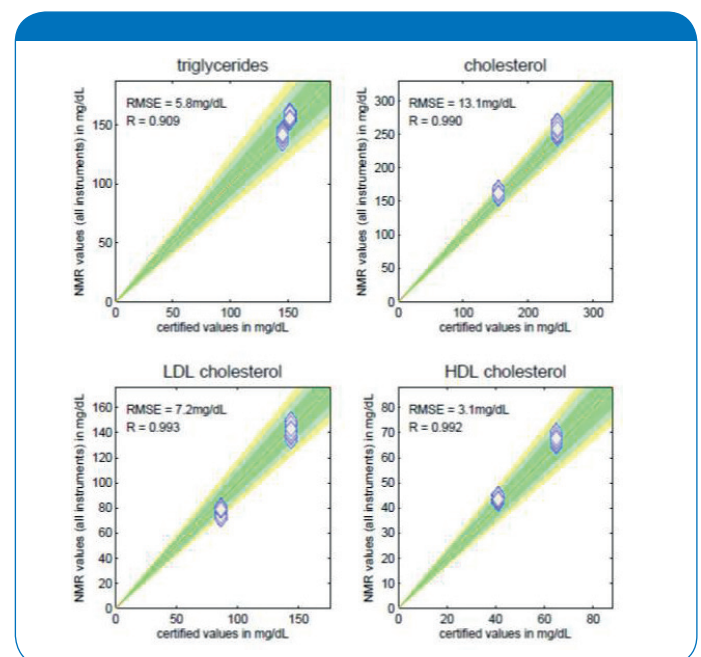 triglycerides
NMR values (all instruments) in mg/dL
RMSE = 5.8mg/dL
R = 0.909
150
100
50
0
0 50 100 150
certified values in mg/dL
cholesterol
NMR values (all instruments) in mg/dL
RMSE = 13.1mg/dL
R = 0.990
300
250
200
150
100
50
0
0 100 200 300
certified values in mg/dL
LDL cholesterol
NMR values (all instruments) in mg/dL
RMSE = 7.2mg/dL
R = 0.993
160
140
120
100
80
60
40
20
0
0 50 100 150
certified values in mg/dL
HDL cholesterol
NMR values (all instruments) in mg/dL
RMSE = 3.1mg/dL
R = 0.992
80
70
60
50
40
30
20
10
0
0 20 40 60 80
certified values in mg/dL